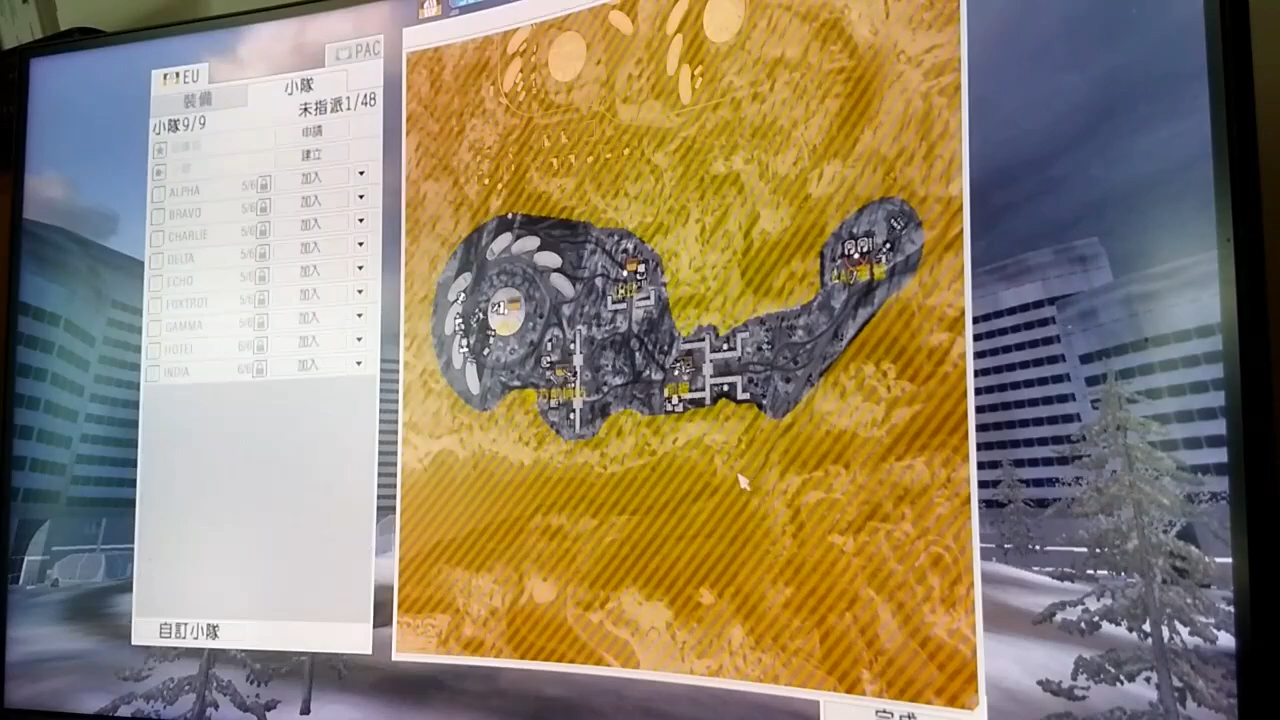 EU
PAC
裝備
小隊
小隊9/9
未指派1/48
申請
建立
ALPHA 5/6 加入
BRAVO 5/6 加入
CHARLIE 5/6 加入
DELTA 5/6 加入
ECHO 5/6 加入
FOXTROT 5/6 加入
GAMMA 5/6 加入
HOTEL 6/6 加入
INDIA 6/6 加入
自訂小隊
完成